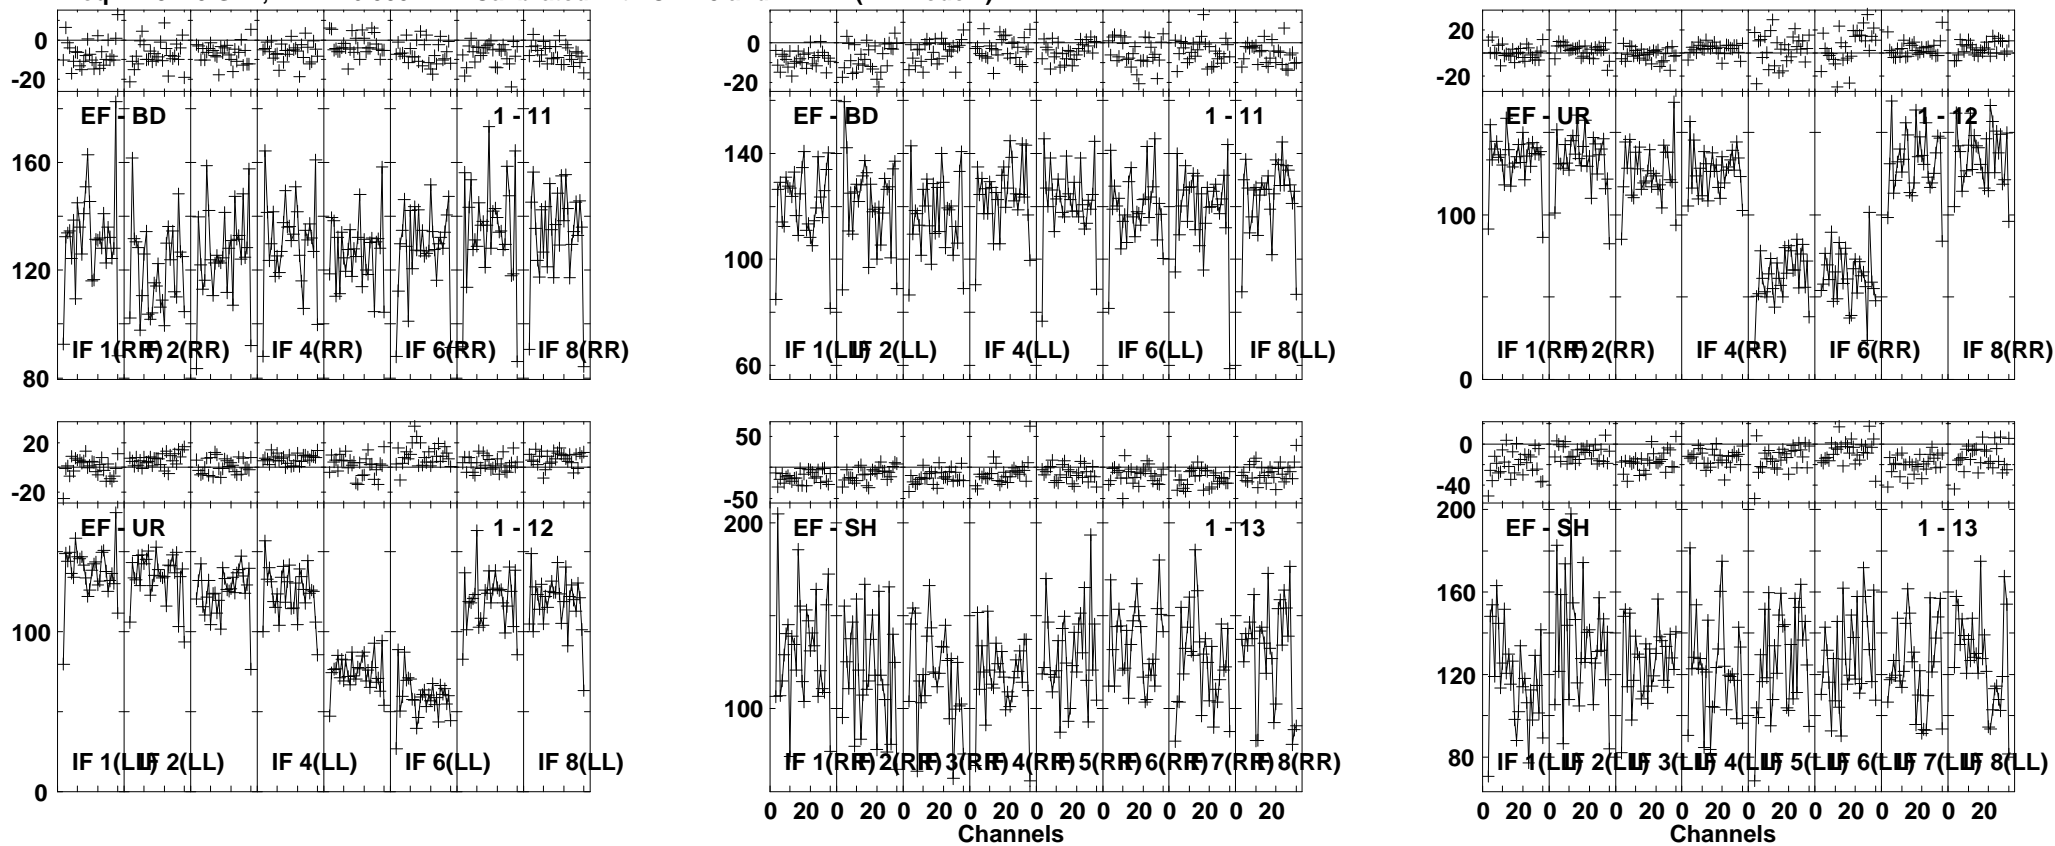 0
-20
EF - BD 1 - 11
160
120
80
IF 1(RR) IF 2(RR) IF 4(RR) IF 6(RR) IF 8(RR)
0
-20
EF - BD 1 - 11
140
100
60
IF 1(LL) IF 2(LL) IF 4(LL) IF 6(LL) IF 8(LL)
20
-20
EF - UR 1 - 12
100
0
IF 1(RR) IF 2(RR) IF 4(RR) IF 6(RR) IF 8(RR)
20
-20
EF - UR 1 - 12
100
0
IF 1(LL) IF 2(LL) IF 4(LL) IF 6(LL) IF 8(LL)
50
-50
EF - SH 1 - 13
200
100
IF 1(RR) IF 2(RR) IF 3(RR) IF 4(RR) IF 5(RR) IF 6(RR) IF 7(RR) IF 8(RR)
0 20 0 20 0 20 0 20 0 20 0 20 0 20 0 20
Channels
0
-40
EF - SH 1 - 13
200
160
120
80
IF 1(LL) IF 2(LL) IF 3(LL) IF 4(LL) IF 5(LL) IF 6(LL) IF 7(LL) IF 8(LL)
0 20 0 20 0 20 0 20 0 20 0 20 0 20 0 20
Channels